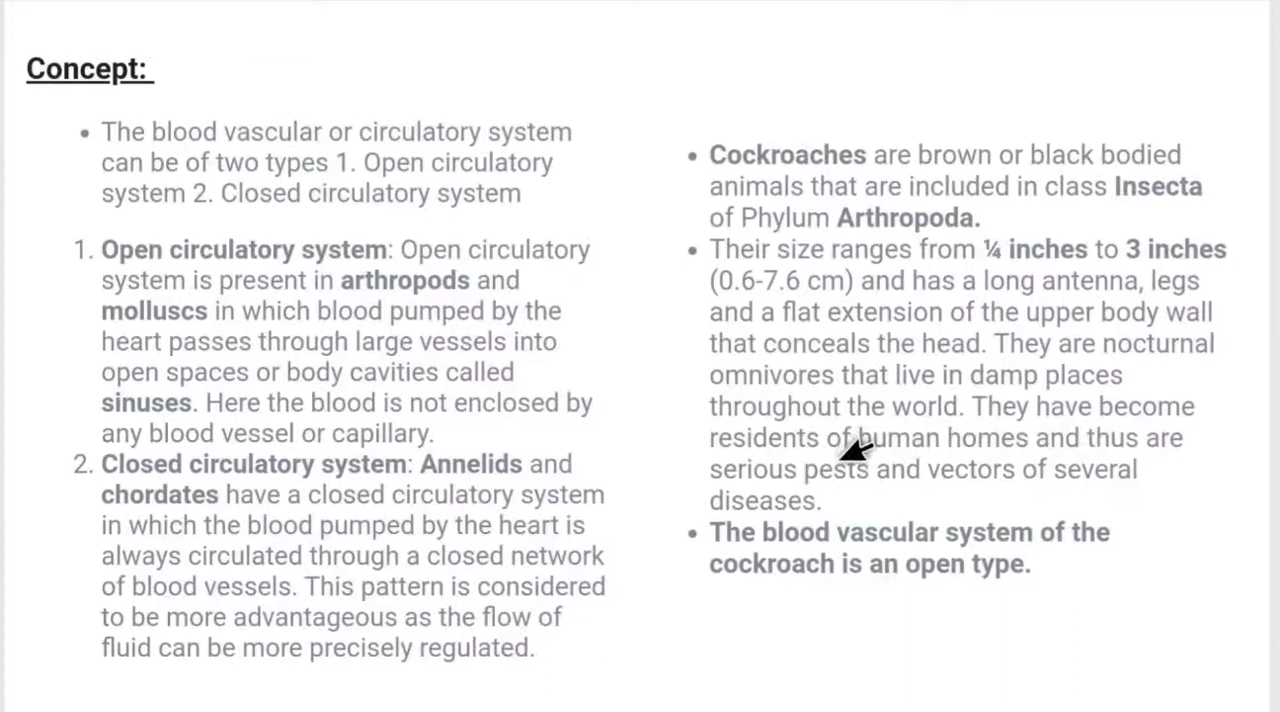 Concept:
• The blood vascular or circulatory system
can be of two types 1. Open circulatory
system 2. Closed circulatory system
1. Open circulatory system: Open circulatory
system is present in arthropods and
molluscs in which blood pumped by the
heart passes through large vessels into
open spaces or body cavities called
sinuses. Here the blood is not enclosed by
any blood vessel or capillary.
2. Closed circulatory system: Annelids and
chordates have a closed circulatory system
in which the blood pumped by the heart is
always circulated through a closed network
of blood vessels. This pattern is considered
to be more advantageous as the flow of
fluid can be more precisely regulated.
• Cockroaches are brown or black bodied
animals that are included in class Insecta
of Phylum Arthropoda.
• Their size ranges from ¼ inches to 3 inches
(0.6-7.6 cm) and has a long antenna, legs
and a flat extension of the upper body wall
that conceals the head. They are nocturnal
omnivores that live in damp places
throughout the world. They have become
residents of human homes and thus are
serious pests and vectors of several
diseases.
• The blood vascular system of the
cockroach is an open type.